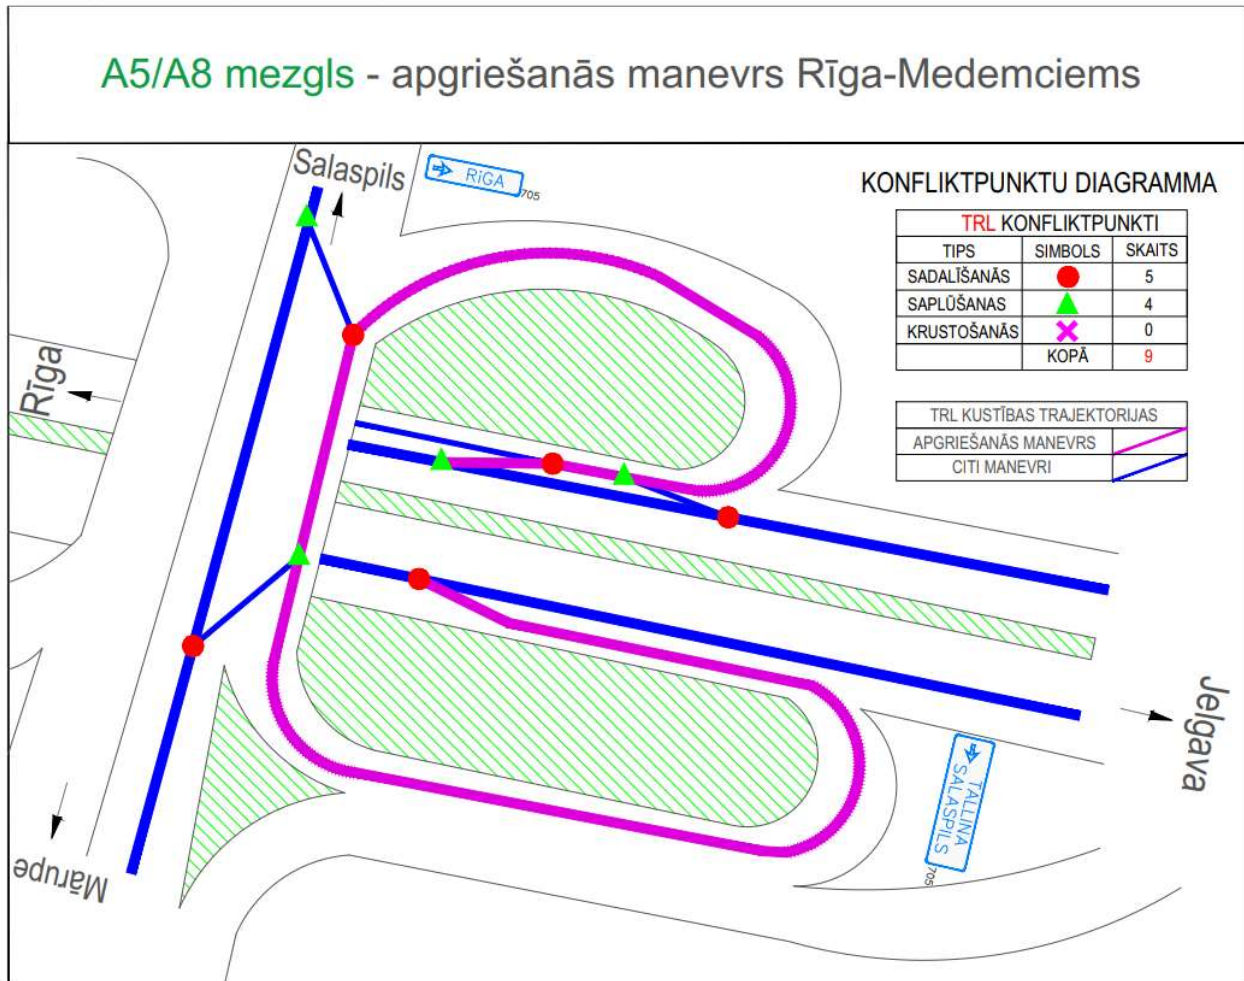 A5/A8 mezgls - apgriešanās manevrs Rīga-Medemciems
Salaspils
RīGA
705
KONFLIKTPUNKTU DIAGRAMMA
TRL KONFLIKTPUNKTI
TIPS SIMBOLS SKAITS
SADALĪŠANĀS 5
SAPLŪŠANAS 4
KRUSTOŠANĀS 0
KOPĀ 9
TRL KUSTĪBAS TRAJEKTORIJAS
APGRIEŠANĀS MANEVRS
CITI MANEVRI
Rīga
Jelgava
TALLINA
SALASPILS
705
Mārupe